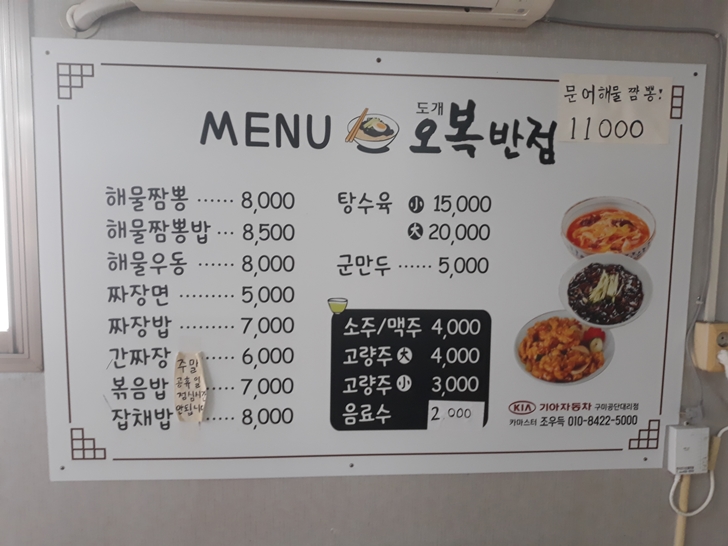 MENU 도개 오복반점
문어해물짬뽕:
11000
해물짬뽕 ······ 8,000
해물짬뽕밥 ··· 8,500
해물우동 ······ 8,000
짜장면 ········· 5,000
짜장밥 ········· 7,000
간짜장 ········· 6,000
볶음밥 ········· 7,000
잡채밥 ········· 8,000
주말
공휴일
점심시간
안됩니다
탕수육 小 15,000
大 20,000
군만두 ······ 5,000
소주/맥주 4,000
고량주 大 4,000
고량주 小 3,000
음료수 2.000
KIA 기아자동차 구미공단대리점
카마스터 조우득 010-8422-5000